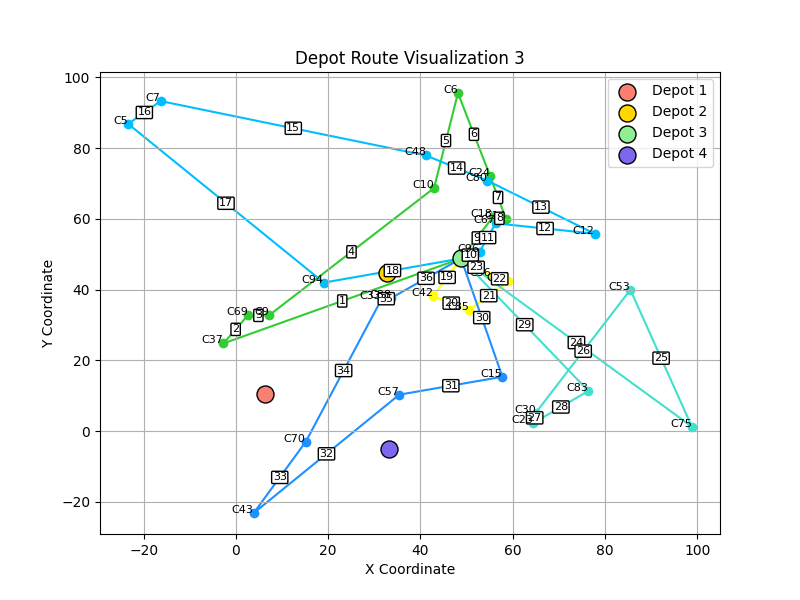 Depot Route Visualization 3
Depot 1
Depot 2
Depot 3
Depot 4
100
80
60
40
20
0
−20
Y Coordinate
−20
0
20
40
60
80
100
X Coordinate
C6
C7
16
C5
15
5
6
C48
14
C24
C80
C10
7
13
17
8
12
C12
11
4
10
C94
18
23
36
19
22
C42
21
C53
35
1
C69
3
2
C37
20
30
29
24
26
25
34
C15
31
C57
C83
28
C30
27
C75
C70
32
33
C43